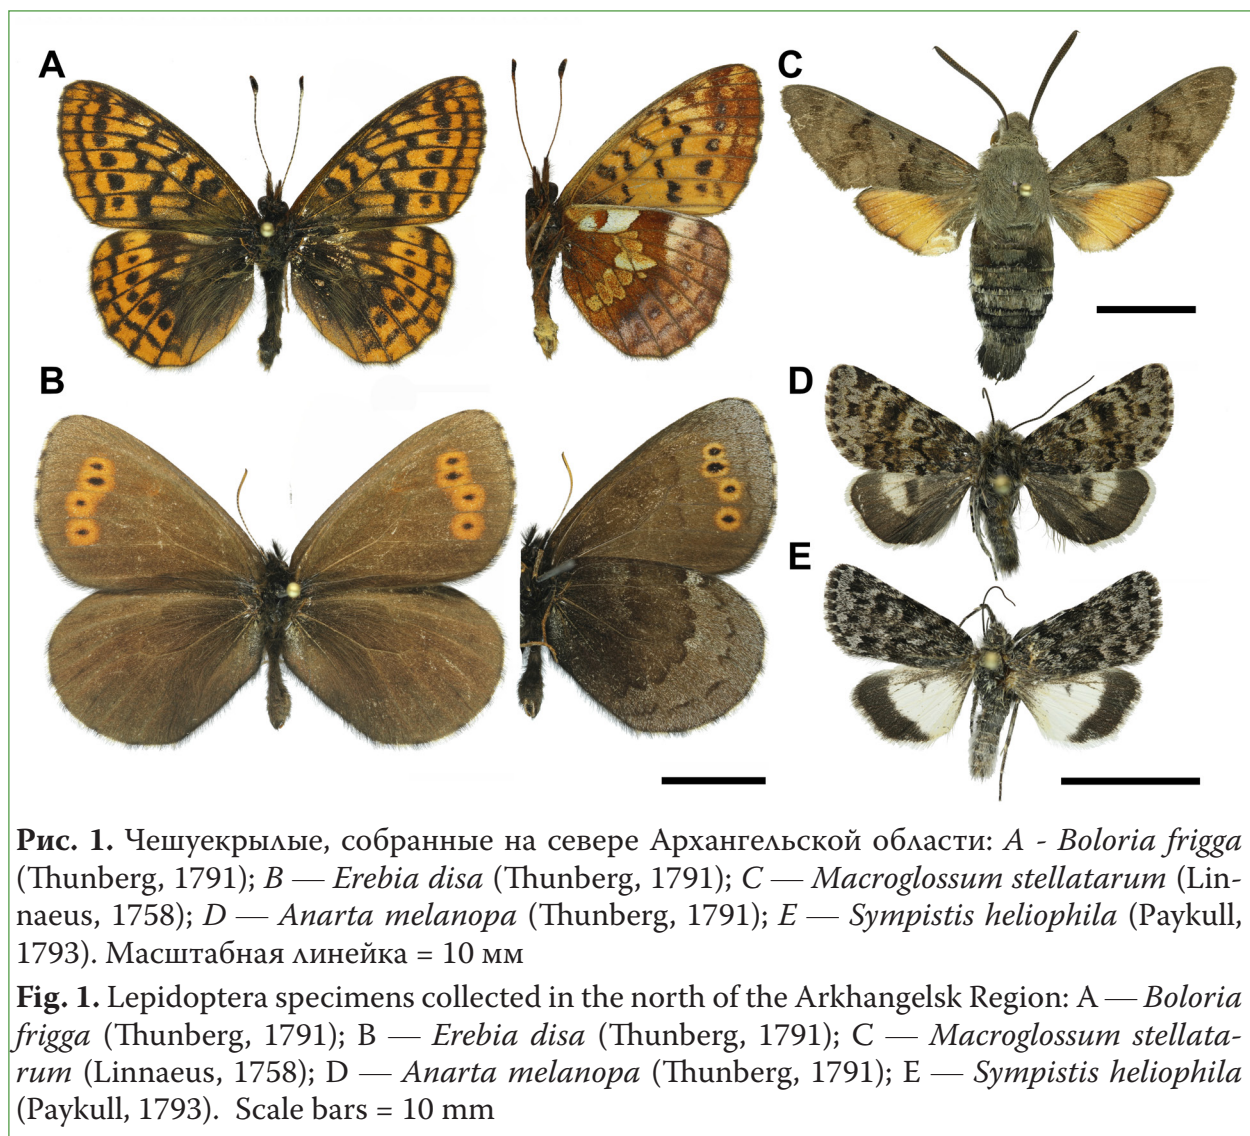 A
C
B
D
E
Рис. 1. Чешуекрылые, собранные на севере Архангельской области: A - Boloria frigga
(Thunberg, 1791); B — Erebia disa (Thunberg, 1791); C — Macroglossum stellatarum (Lin-
naeus, 1758); D — Anarta melanopa (Thunberg, 1791); E — Sympistis heliophila (Paykull,
1793). Масштабная линейка = 10 мм
Fig. 1. Lepidoptera specimens collected in the north of the Arkhangelsk Region: A — Boloria
frigga (Thunberg, 1791); B — Erebia disa (Thunberg, 1791); C — Macroglossum stellata-
rum (Linnaeus, 1758); D — Anarta melanopa (Thunberg, 1791); E — Sympistis heliophila
(Paykull, 1793). Scale bars = 10 mm